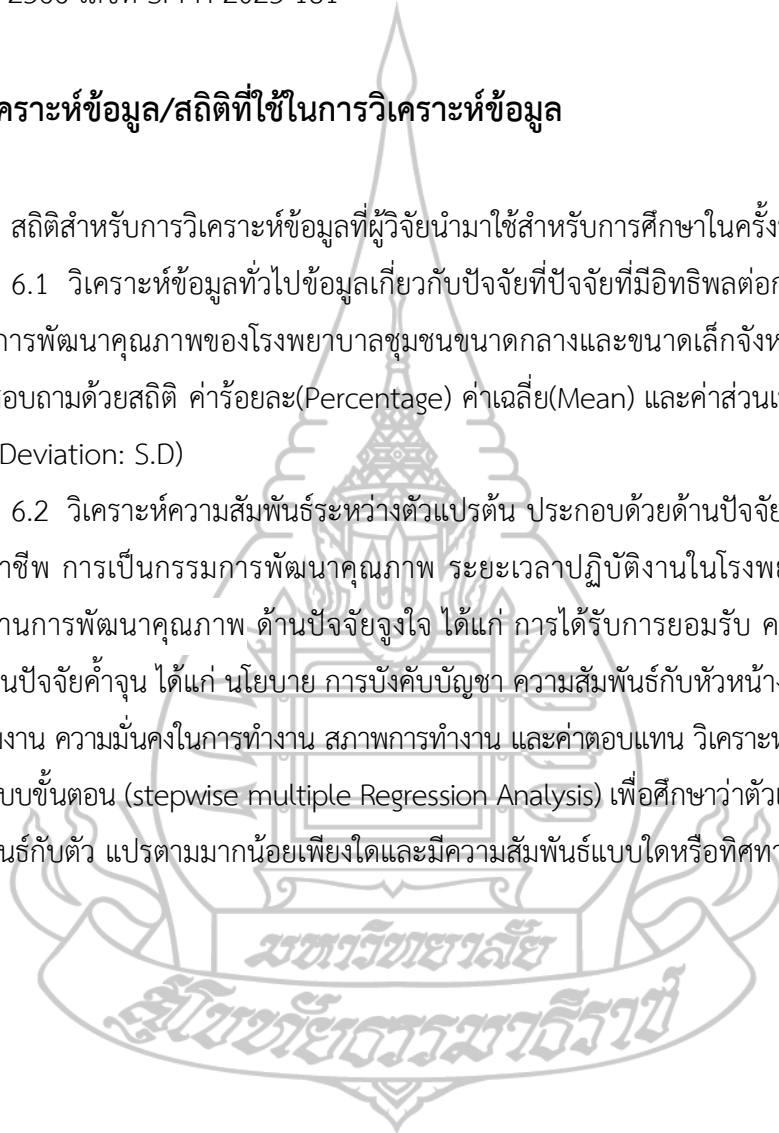 เคราะห์ข้อมูล/สถิติที่ใช้ในการวิเคราะห์ข้อมูล
สถิติสำหรับการวิเคราะห์ข้อมูลที่ผู้วิจัยนำมาใช้สำหรับการศึกษาในครั้ง
6.1 วิเคราะห์ข้อมูลทั่วไปข้อมูลเกี่ยวกับปัจจัยที่ปัจจัยที่มีอิทธิพลต่อ
การพัฒนาคุณภาพของโรงพยาบาลชุมชนขนาดกลางและขนาดเล็กจังห
สอบถามด้วยสถิติ ค่าร้อยละ(Percentage) ค่าเฉลี่ย(Mean) และค่าส่วนเ
Deviation: S.D)
6.2 วิเคราะห์ความสัมพันธ์ระหว่างตัวแปรต้น ประกอบด้วยด้านปัจจัย
าชีพ การเป็นกรรมการพัฒนาคุณภาพ ระยะเวลาปฏิบัติงานในโรงพย
านการพัฒนาคุณภาพ ด้านปัจจัยจูงใจ ได้แก่ การได้รับการยอมรับ ค
นปัจจัยค้ำจุน ได้แก่ นโยบาย การบังคับบัญชา ความสัมพันธ์กับหัวหน้า
งาน ความมั่นคงในการทำงาน สภาพการทำงาน และค่าตอบแทน วิเคราะห
บบขั้นตอน (stepwise multiple Regression Analysis) เพื่อศึกษาว่าตัวแ
นธ์กับตัว แปรตามมากน้อยเพียงใดและมีความสัมพันธ์แบบใดหรือทิศทา
มหาวิทยาลัย
สุโขทัยธรรมาธิราช